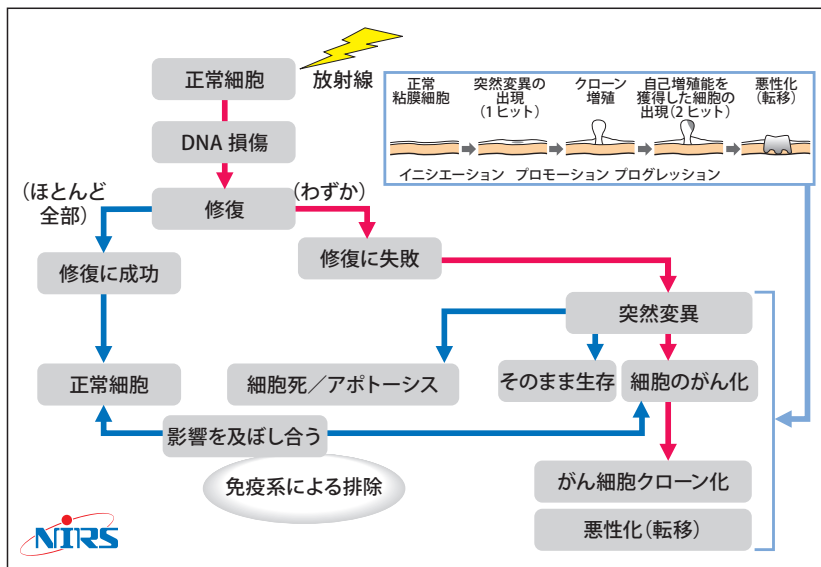 正常細胞
放射線
正常
粘膜細胞
突然変異の
出現
(1ヒット)
クローン
増殖
自己増殖能を
獲得した細胞の
出現(2ヒット)
悪性化
(転移)
イニシエーション プロモーション プログレッション
DNA 損傷
(ほとんど
全部)
修復
(わずか)
修復に成功
修復に失敗
突然変異
正常細胞
細胞死／アポトーシス
そのまま生存
細胞のがん化
影響を及ぼし合う
免疫系による排除
がん細胞クローン化
悪性化(転移)
NIRS